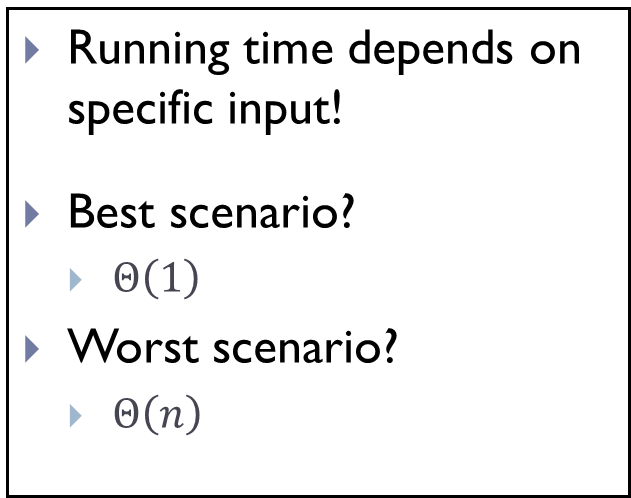 Running time depends on
specific input!
Best scenario?
Θ(1)
Worst scenario?
Θ(n)